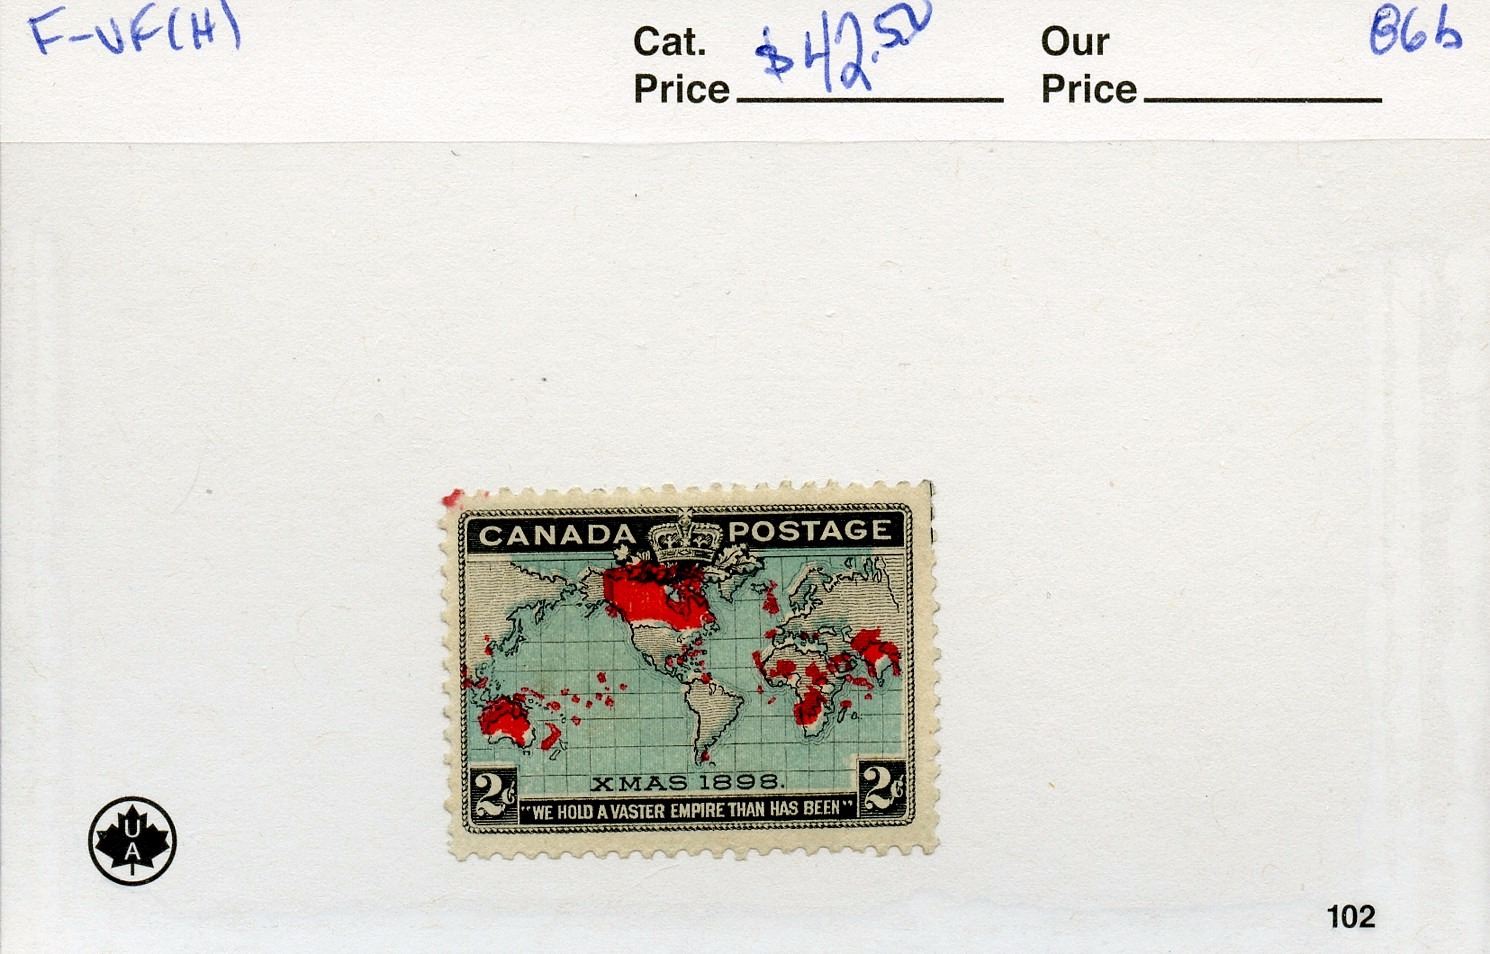 F-VF(H)
Cat. Price $42.50
Our Price
86b
CANADA POSTAGE
XMAS 1898.
2¢ 2¢
"WE HOLD A VASTER EMPIRE THAN HAS BEEN"
U
A
102